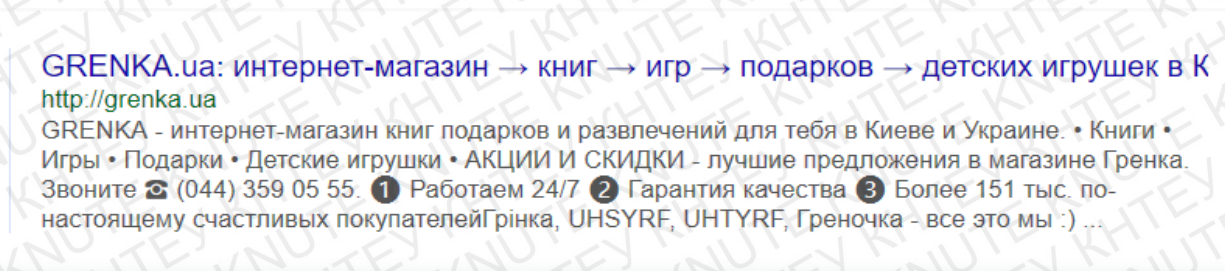 GRENKA.ua: интернет-магазин → книг → игр → подарков → детских игрушек в К
http://grenka.ua
GRENKA - интернет-магазин книг подарков и развлечений для тебя в Киеве и Украине. • Книги •
Игры • Подарки • Детские игрушки • АКЦИИ И СКИДКИ - лучшие предложения в магазине Гренка.
Звоните ☎ (044) 359 05 55. ❶ Работаем 24/7 ❷ Гарантия качества ❸ Более 151 тыс. по-
настоящему счастливых покупателейГрінка, UHSYRF, UHTYRF, Греночка - все это мы :) ...